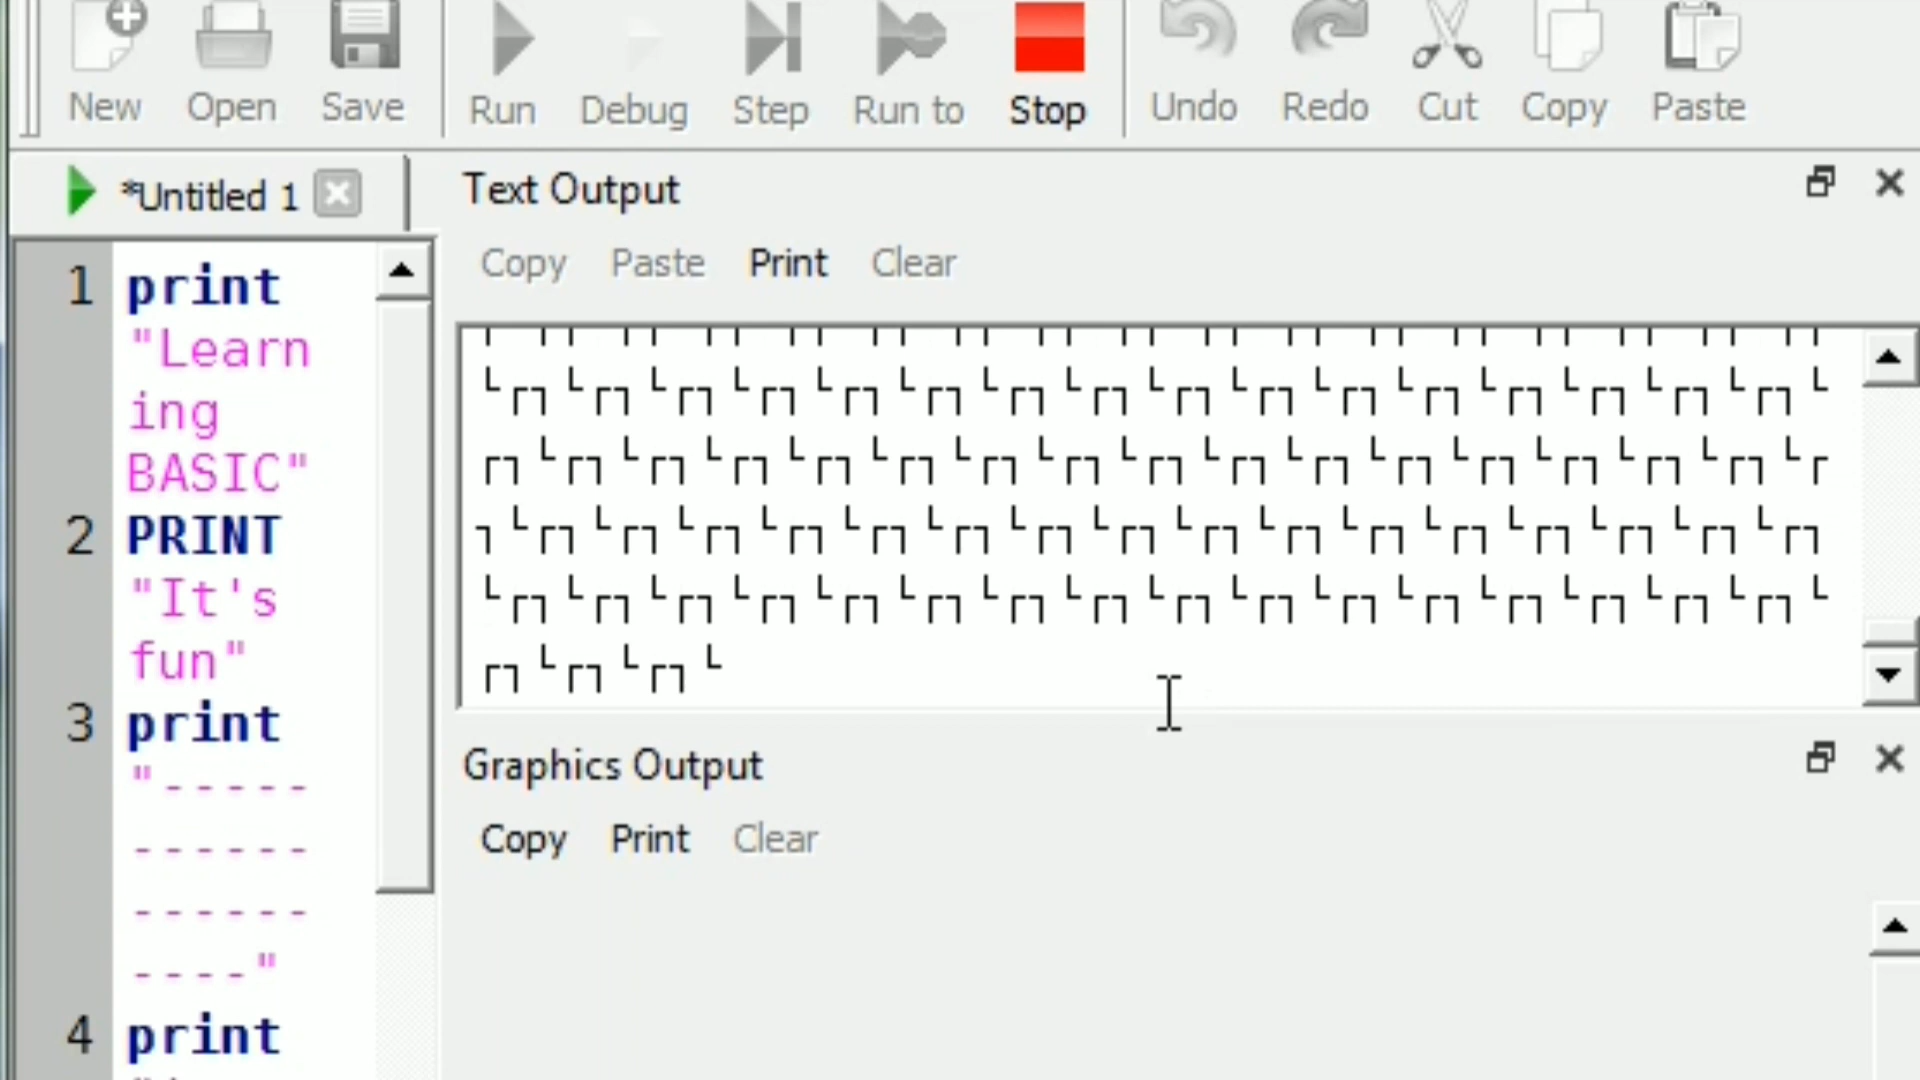 New Open Save Run Debug Step Run to Stop Undo Redo Cut Copy Paste
*Untitled 1
1 print
"Learn
ing
BASIC"
2 PRINT
"It's
fun"
3 print
"-----
------
------
----"
4 print
Text Output
Copy Paste Print Clear
└┌┐└┌┐└┌┐└┌┐└┌┐└┌┐└┌┐└┌┐└┌┐└┌┐└┌┐└┌┐└┌┐└┌┐└┌┐└┌┐└
┌┐└┌┐└┌┐└┌┐└┌┐└┌┐└┌┐└┌┐└┌┐└┌┐└┌┐└┌┐└┌┐└┌┐└┌┐└┌┐└┌
┐└┌┐└┌┐└┌┐└┌┐└┌┐└┌┐└┌┐└┌┐└┌┐└┌┐└┌┐└┌┐└┌┐└┌┐└┌┐└┌┐
└┌┐└┌┐└┌┐└┌┐└┌┐└┌┐└┌┐└┌┐└┌┐└┌┐└┌┐└┌┐└┌┐└┌┐└┌┐└┌┐└
┌┐└┌┐└┌┐└
Graphics Output
Copy Print Clear